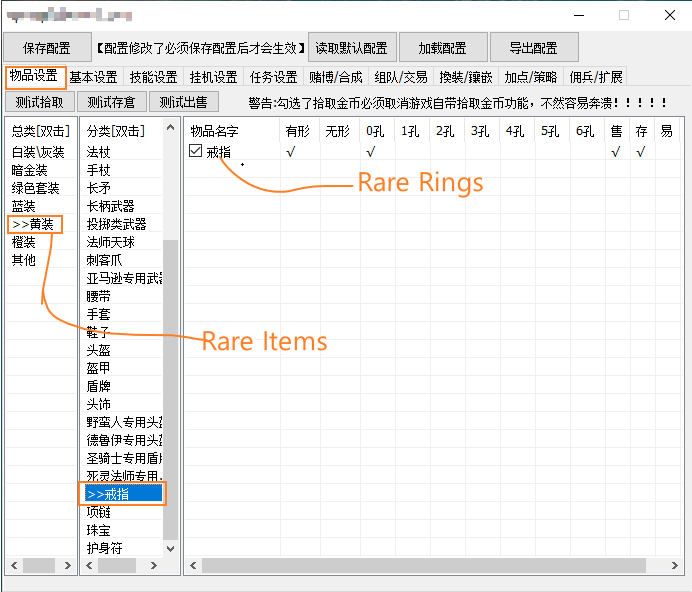 保存配置 【配置修改了必须保存配置后才会生效】 读取默认配置 加载配置 导出配置
物品设置 基本设置 技能设置 挂机设置 任务设置 赌博/合成 组队/交易 換裝/鑲嵌 加点/策略 佣兵/扩展
测试拾取 测试存倉 测试出售 警告:勾选了拾取金币必须取消游戏自带拾取金币功能，不然容易奔溃！！！！！
总类[双击]
白装\灰装
暗金装
绿色套装
蓝装
>>黄装
橙装
其他
分类[双击]
法杖
手杖
长矛
长柄武器
投掷类武器
法师天球
刺客爪
亚马逊专用武器
腰带
手套
鞋子
头盔
盔甲
盾牌
头饰
野蛮人专用头盔
德鲁伊专用头盔
圣骑士专用盾牌
死灵法师专用.
>>戒指
项链
珠宝
护身符
物品名字 有形 无形 0孔 1孔 2孔 3孔 4孔 5孔 6孔 售 存 易
戒指 √ √ √ √
Rare Rings
Rare Items